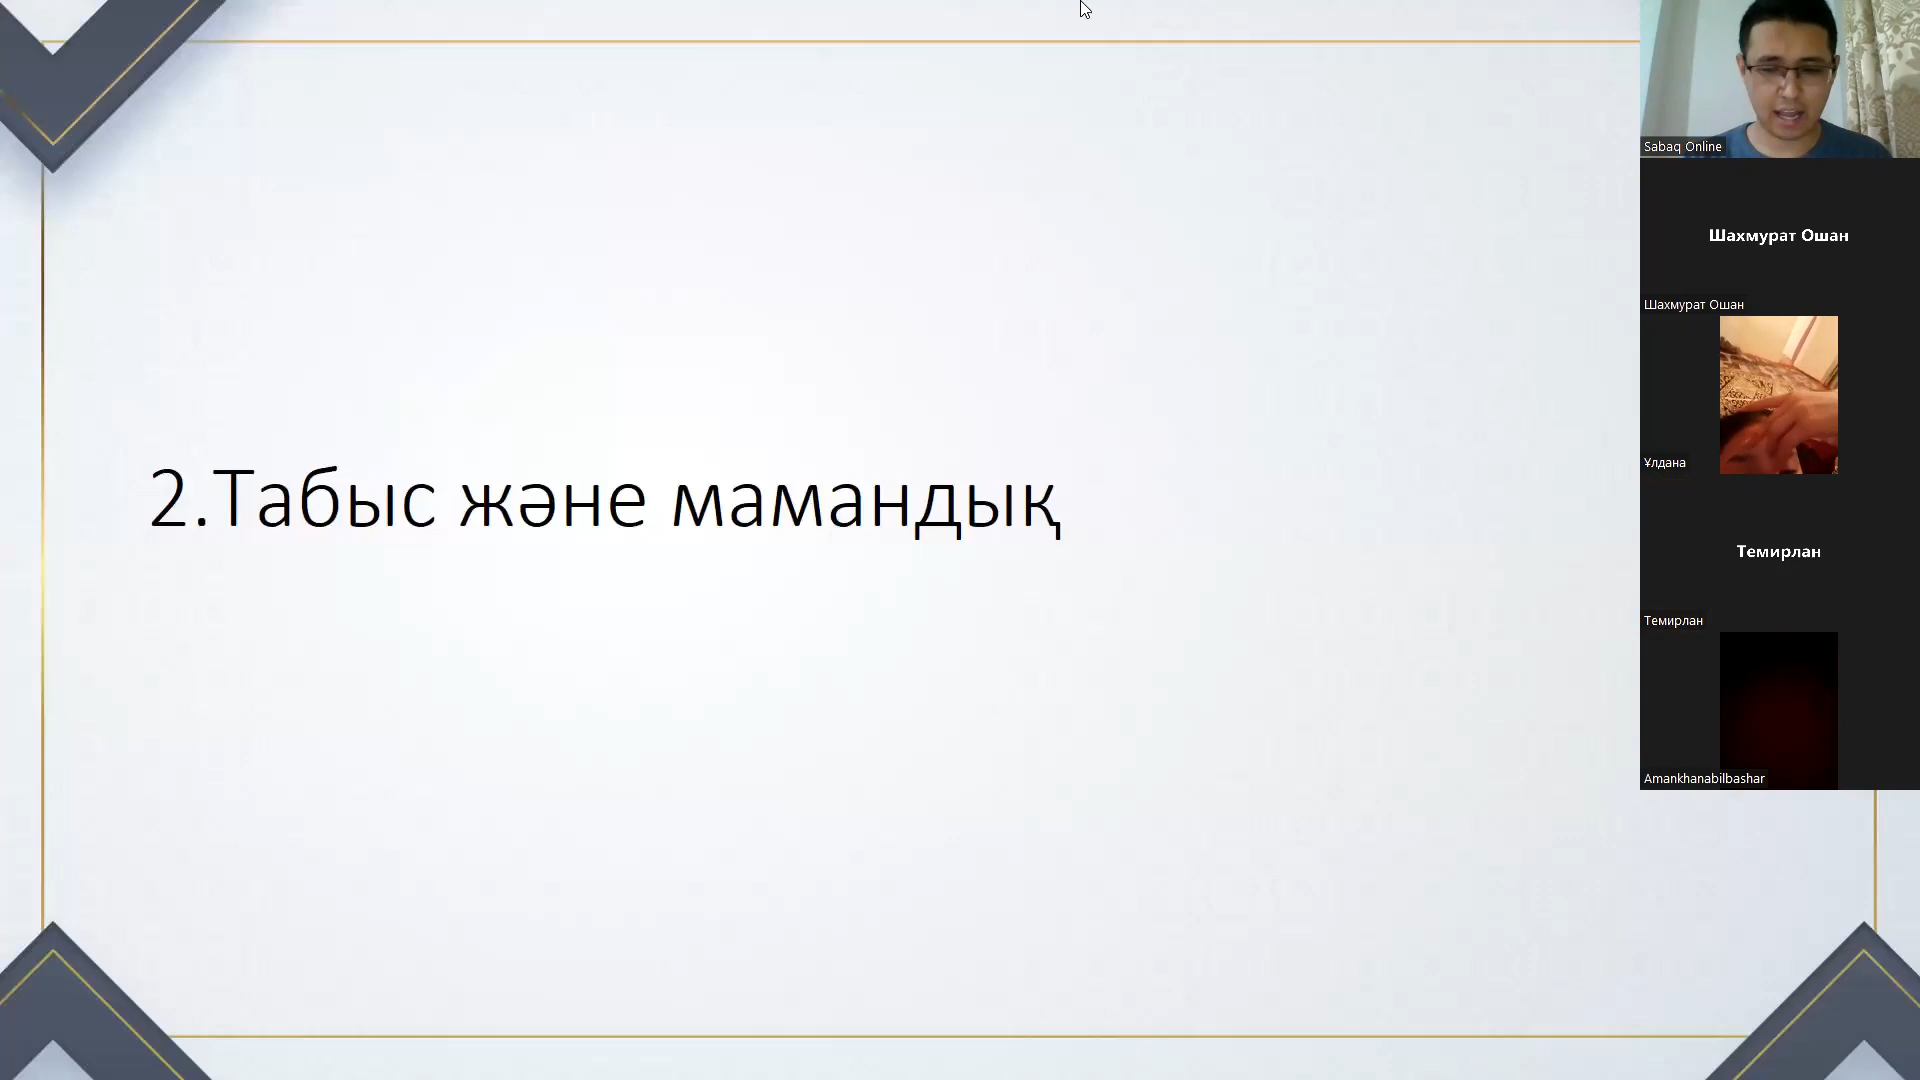 2.Табыс және мамандық
Sabaq Online
Шахмурат Ошан
Шахмурат Ошан
Ұлдана
Темирлан
Темирлан
Amankhanabilbashar